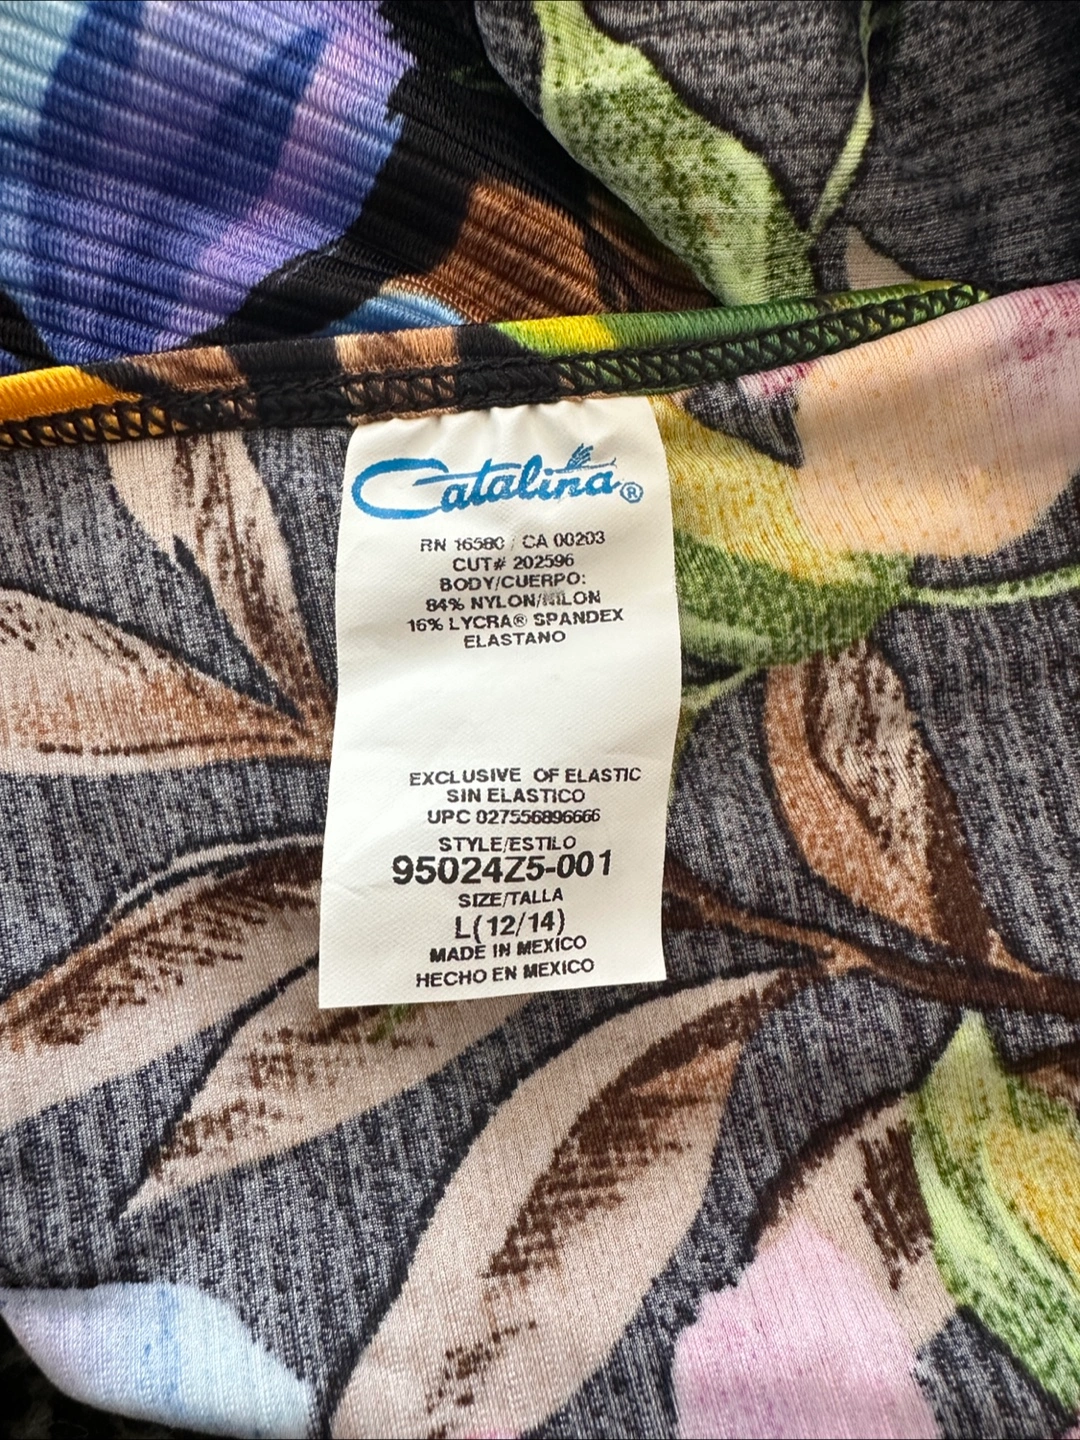 Catalina®
RN 16580 / CA 00203
CUT# 202596
BODY/CUERPO:
84% NYLON/NILON
16% LYCRA® SPANDEX
ELASTANO
EXCLUSIVE OF ELASTIC
SIN ELASTICO
UPC 027556896666
STYLE/ESTILO
95024Z5-001
SIZE/TALLA
L(12/14)
MADE IN MEXICO
HECHO EN MEXICO